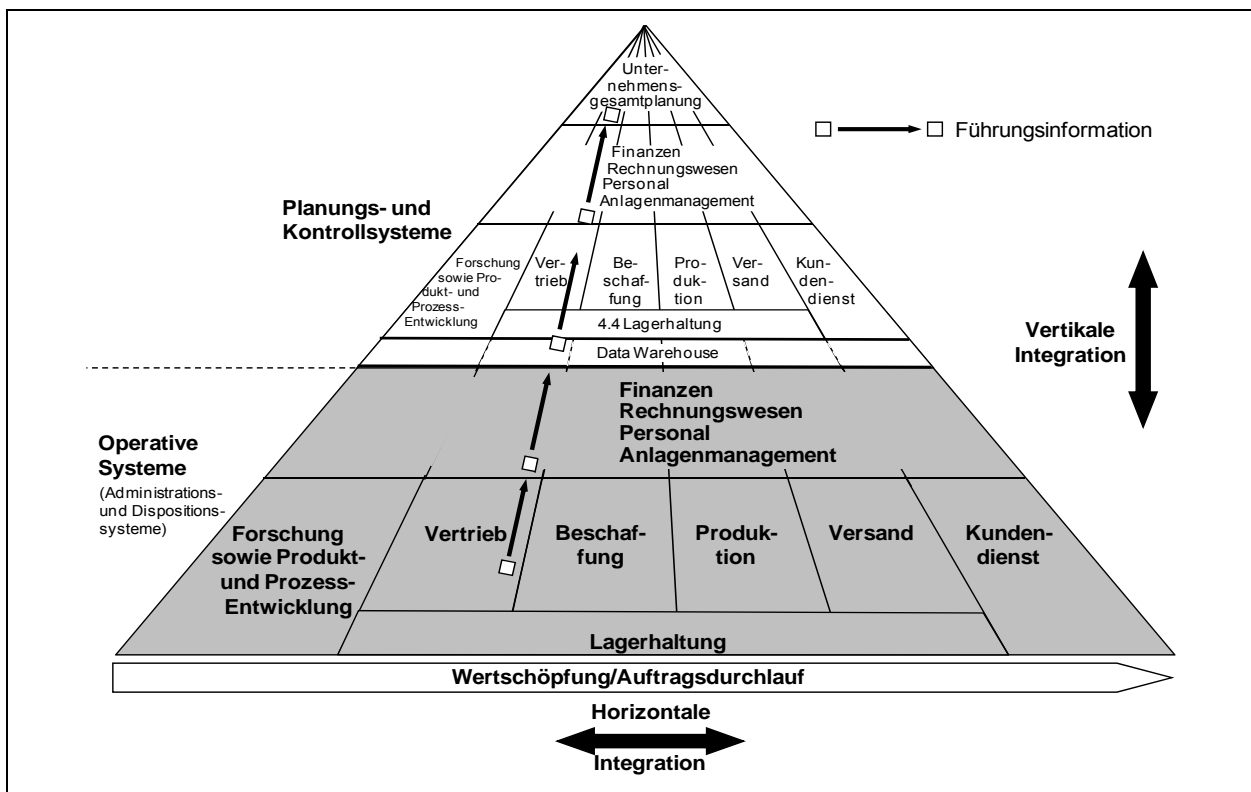 Unter-
nehmens-
gesamtplanung
Führungsinformation
Finanzen
Rechnungswesen
Personal
Anlagenmanagement
Planungs- und
Kontrollsysteme
Forschung
sowie Pro-
dukt- und
Prozess-
Entwicklung
Ver-
trieb
Be-
schaf-
fung
Pro-
duk-
tion
Ver-
sand
Kun-
den-
dienst
4.4 Lagerhaltung
Data Warehouse
Vertikale
Integration
Finanzen
Rechnungswesen
Personal
Anlagenmanagement
Operative
Systeme
(Administrations-
und Dispositions-
systeme)
Forschung
sowie Produkt-
und Prozess-
Entwicklung
Vertrieb
Beschaf-
fung
Produk-
tion
Versand
Kunden-
dienst
Lagerhaltung
Wertschöpfung/Auftragsdurchlauf
Horizontale
Integration